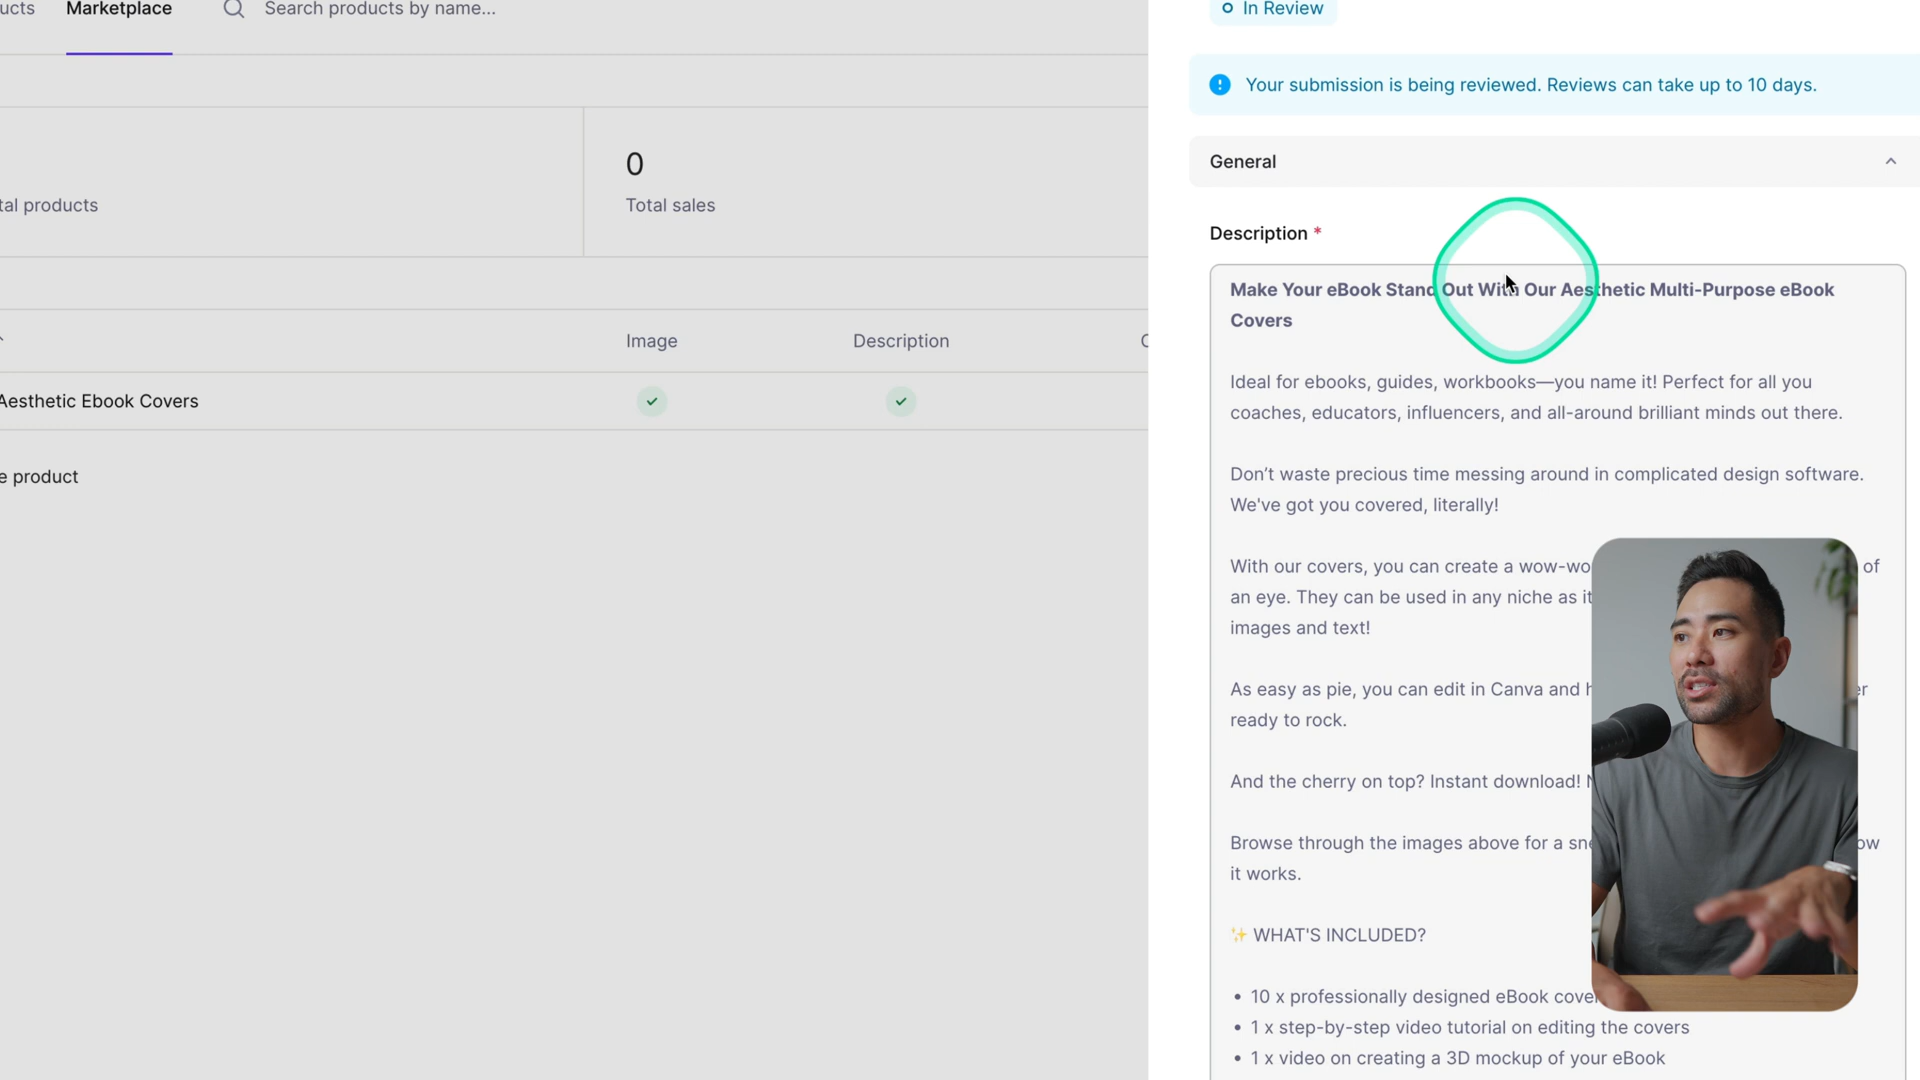 Marketplace
Search products by name...
In Review
Your submission is being reviewed. Reviews can take up to 10 days.
General
0
products
Total sales
Description *
Make Your eBook Stand Out With Our Aesthetic Multi-Purpose eBook
Covers
Image
Description
Aesthetic Ebook Covers
product
Ideal for ebooks, guides, workbooks—you name it! Perfect for all you
coaches, educators, influencers, and all-around brilliant minds out there.
Don't waste precious time messing around in complicated design software.
We've got you covered, literally!
With our covers, you can create a of
an eye. They can be used in any niche as
images and text!
As easy as pie, you can edit in Canva and
ready to rock.
And the cherry on top? Instant download!
Browse through the images above for a
it works.
✨ WHAT'S INCLUDED?
• 10 x professionally designed eBook
• 1 x step-by-step video tutorial on editing the covers
• 1 x video on creating a 3D mockup of your eBook